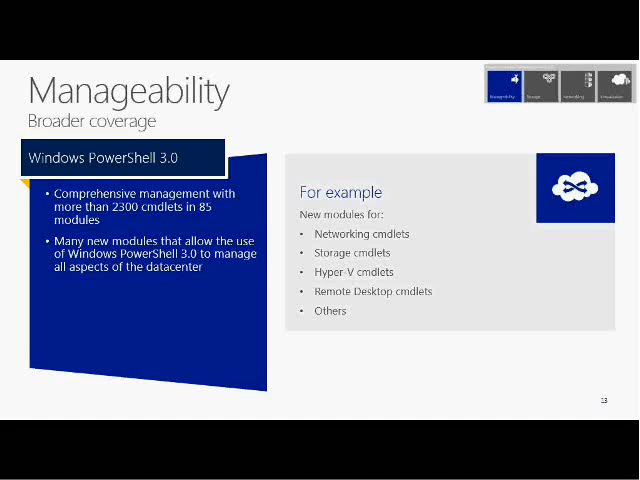 Manageability
Broader coverage
Windows PowerShell 3.0
• Comprehensive management with
more than 2300 cmdlets in 85
modules
• Many new modules that allow the use
of Windows PowerShell 3.0 to manage
all aspects of the datacenter
For example
New modules for:
• Networking cmdlets
• Storage cmdlets
• Hyper-V cmdlets
• Remote Desktop cmdlets
• Others
13